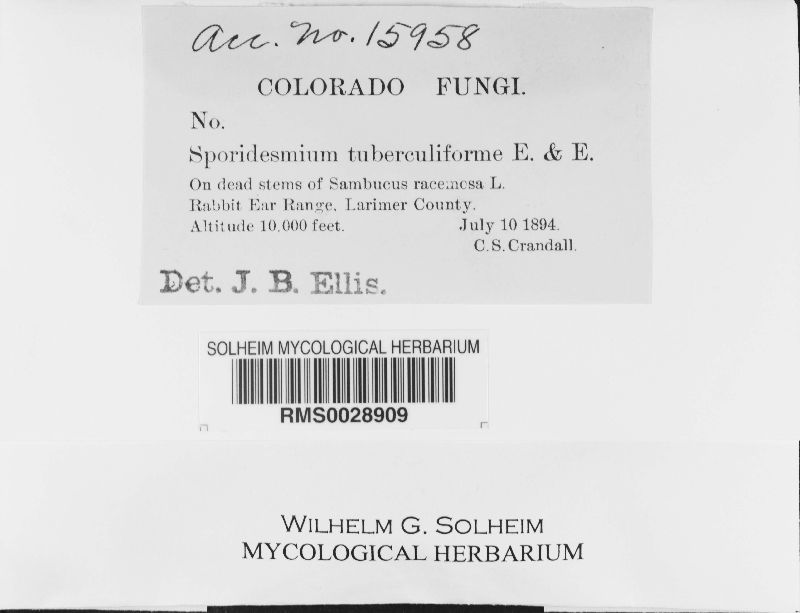 Acc. No. 15958
COLORADO FUNGI.
No.
Sporidesmium tuberculiforme E. & E.
On dead stems of Sambucus racemosa L.
Rabbit Ear Range, Larimer County.
Altitude 10,000 feet. July 10 1894.
C. S. Crandall.
Det. J. B. Ellis.
SOLHEIM MYCOLOGICAL HERBARIUM
RMS0028909
WILHELM G. SOLHEIM
MYCOLOGICAL HERBARIUM